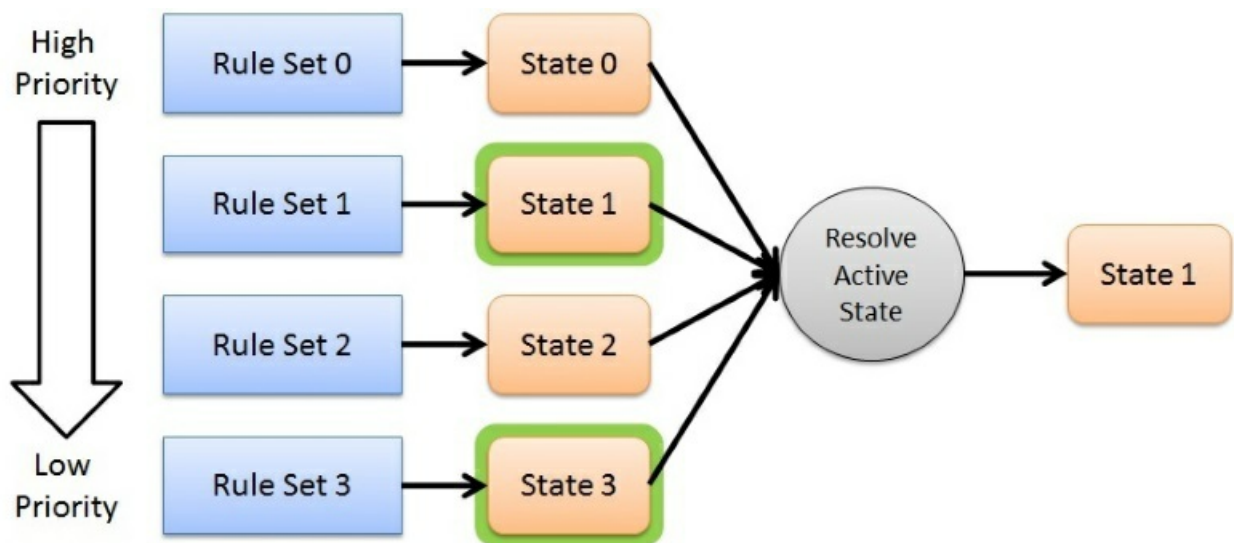 High
Priority
Rule Set 0
State 0
Rule Set 1
State 1
Resolve
Active
State
State 1
Rule Set 2
State 2
Low
Priority
Rule Set 3
State 3